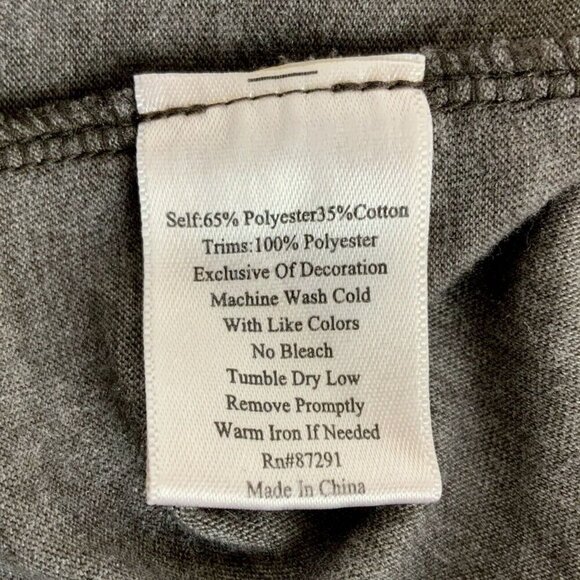 Self:65% Polyester35%Cotton
Trims:100% Polyester
Exclusive Of Decoration
Machine Wash Cold
With Like Colors
No Bleach
Tumble Dry Low
Remove Promptly
Warm Iron If Needed
Rn#87291
Made In China